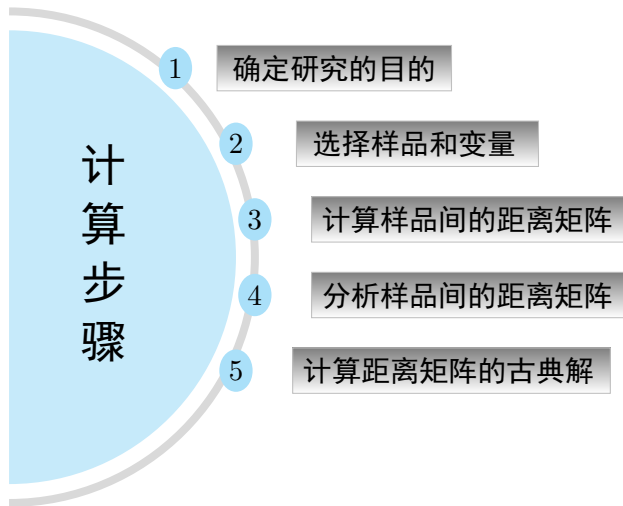 计算步骤
1 确定研究的目的
2 选择样品和变量
3 计算样品间的距离矩阵
4 分析样品间的距离矩阵
5 计算距离矩阵的古典解